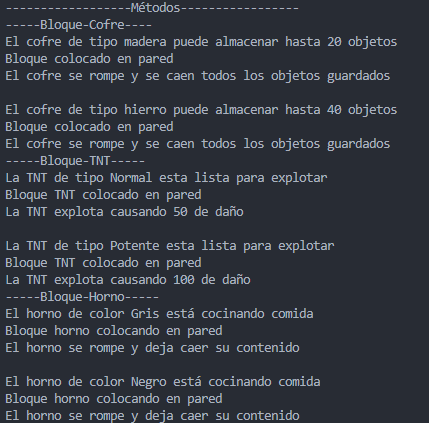 ------------------Métodos-----------------
-----Bloque-Cofre----
El cofre de tipo madera puede almacenar hasta 20 objetos
Bloque colocado en pared
El cofre se rompe y se caen todos los objetos guardados
El cofre de tipo hierro puede almacenar hasta 40 objetos
Bloque colocado en pared
El cofre se rompe y se caen todos los objetos guardados
-----Bloque-TNT-----
La TNT de tipo Normal esta lista para explotar
Bloque TNT colocado en pared
La TNT explota causando 50 de daño
La TNT de tipo Potente esta lista para explotar
Bloque TNT colocado en pared
La TNT explota causando 100 de daño
-----Bloque-Horno-----
El horno de color Gris está cocinando comida
Bloque horno colocando en pared
El horno se rompe y deja caer su contenido
El horno de color Negro está cocinando comida
Bloque horno colocando en pared
El horno se rompe y deja caer su contenido